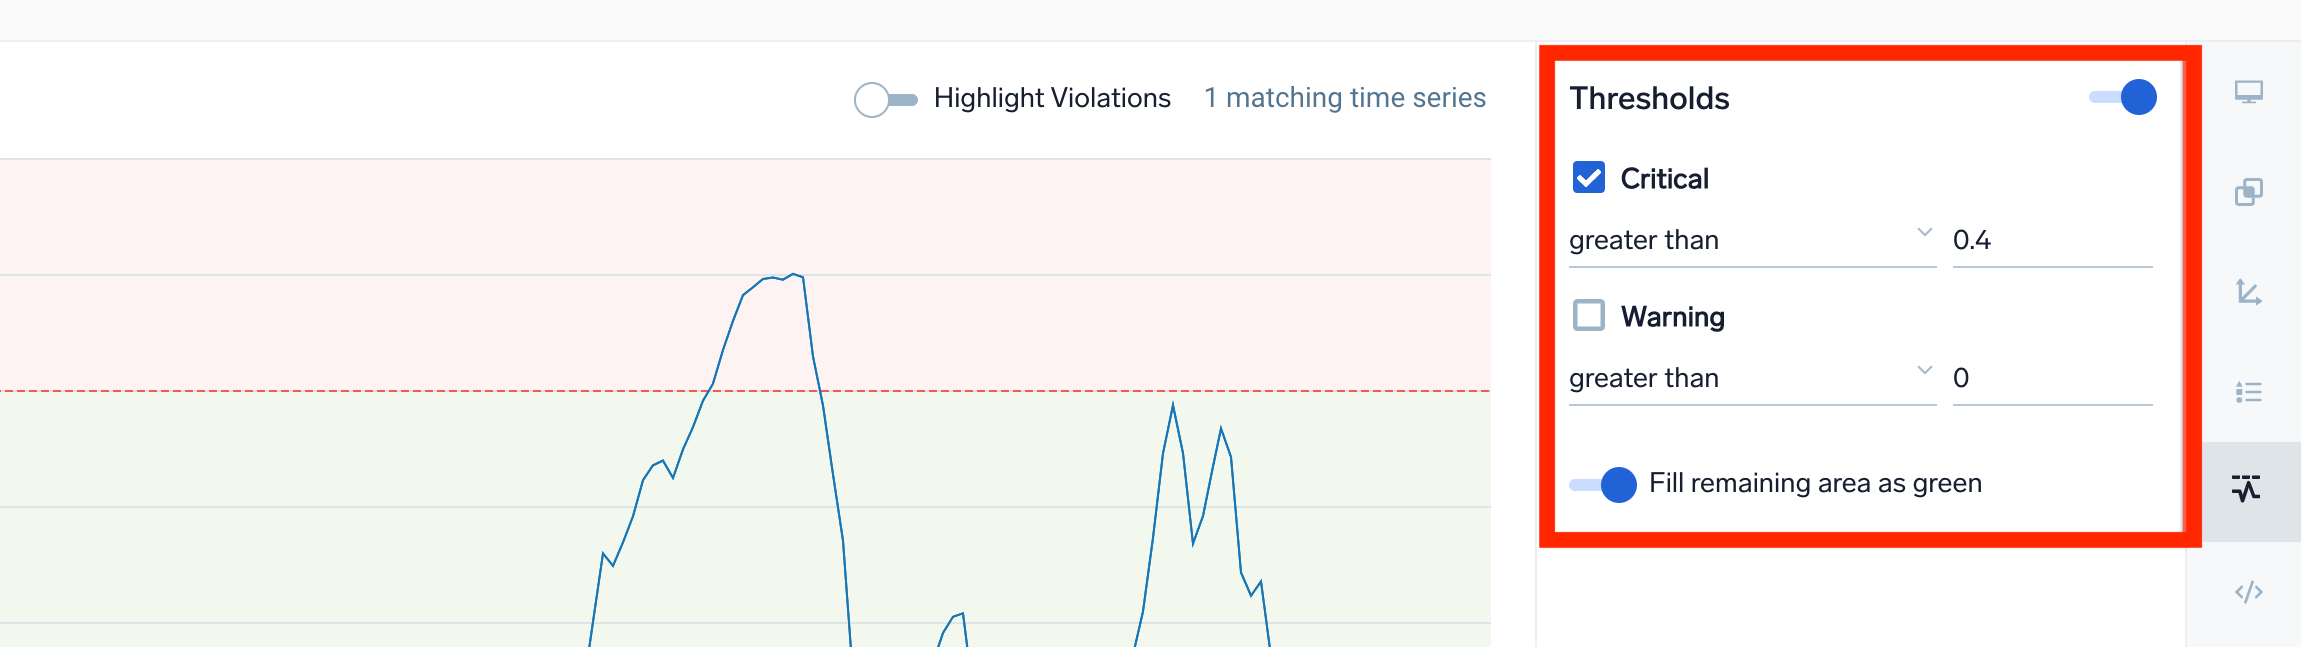 Highlight Violations 1 matching time series
Thresholds
Critical
greater than 0.4
Warning
greater than 0
Fill remaining area as green